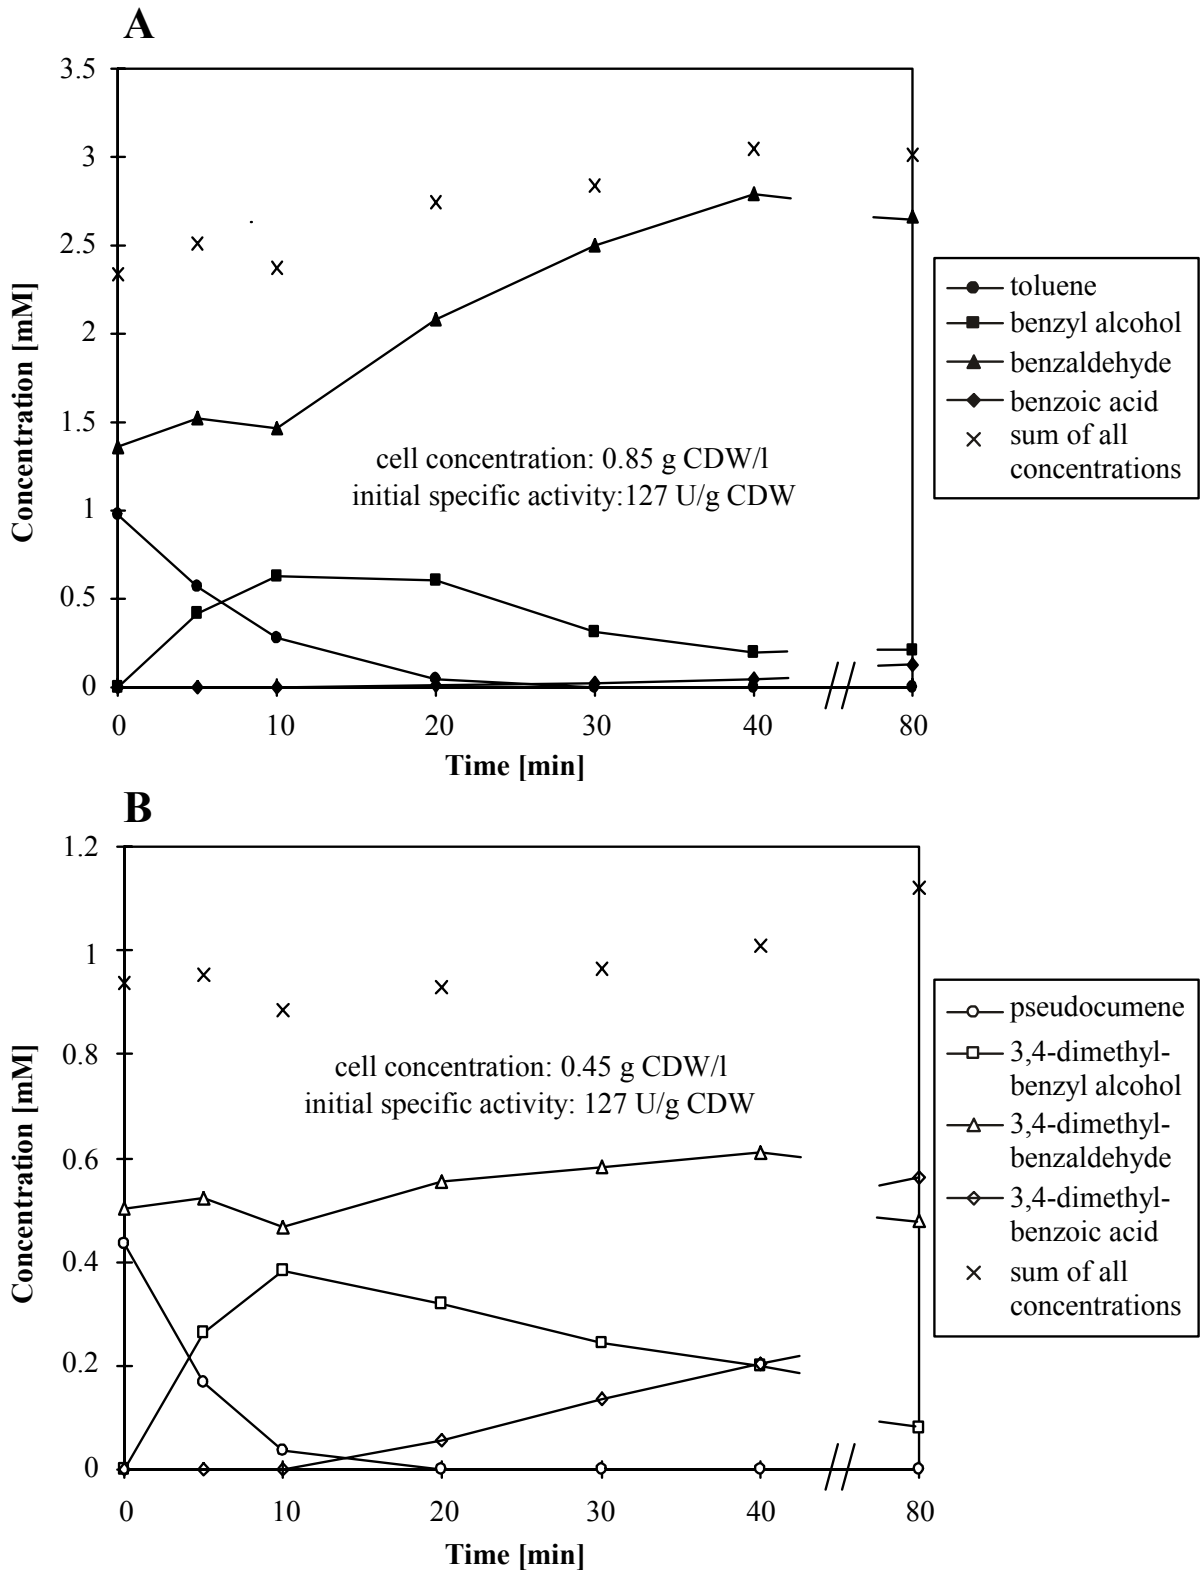 A
3.5
3
2.5
2
1.5
1
0.5
0
Concentration [mM]
cell concentration: 0.85 g CDW/l
initial specific activity:127 U/g CDW
0 10 20 30 40 80
Time [min]
toluene
benzyl alcohol
benzaldehyde
benzoic acid
sum of all
concentrations
B
1.2
1
0.8
0.6
0.4
0.2
0
Concentration [mM]
cell concentration: 0.45 g CDW/l
initial specific activity: 127 U/g CDW
0 10 20 30 40 80
Time [min]
pseudocumene
3,4-dimethyl-
benzyl alcohol
3,4-dimethyl-
benzaldehyde
3,4-dimethyl-
benzoic acid
sum of all
concentrations